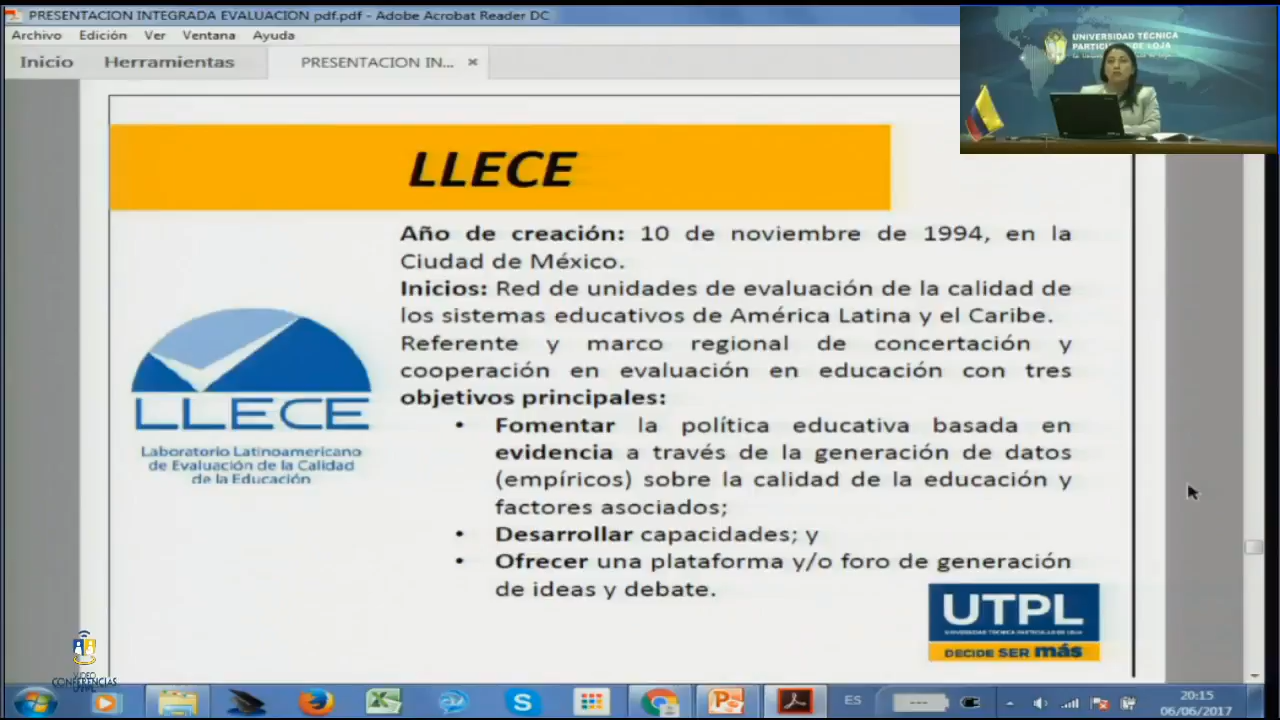 PRESENTACION INTEGRADA EVALUACION pdf.pdf - Adobe Acrobat Reader DC
Archivo Edición Ver Ventana Ayuda
Inicio Herramientas PRESENTACION IN... ×
UNIVERSIDAD TÉCNICA
PARTICULAR DE LOJA
LLECE
Año de creación: 10 de noviembre de 1994, en la
Ciudad de México.
Inicios: Red de unidades de evaluación de la calidad de
los sistemas educativos de América Latina y el Caribe.
Referente y marco regional de concertación y
cooperación en evaluación en educación con tres
objetivos principales:
• Fomentar la política educativa basada en
evidencia a través de la generación de datos
(empíricos) sobre la calidad de la educación y
factores asociados;
• Desarrollar capacidades; y
• Ofrecer una plataforma y/o foro de generación
de ideas y debate.
LLECE
Laboratorio Latinoamericano
de Evaluación de la Calidad
de la Educación
UTPL
UNIVERSIDAD TÉCNICA PARTICULAR DE LOJA
DECIDE SER más
CONFERENCIAS
ES
20:15
06/06/2017